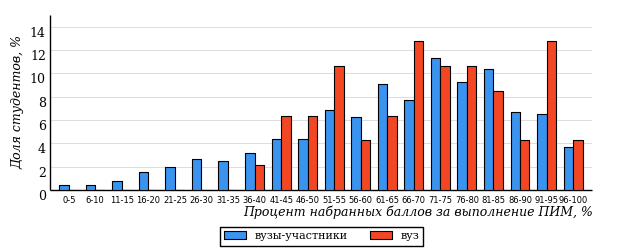 Доля студентов, %
14
12
10
8
6
4
2
0
0-5 6-10 11-15 16-20 21-25 26-30 31-35 36-40 41-45 46-50 51-55 56-60 61-65 66-70 71-75 76-80 81-85 86-90 91-95 96-100
Процент набранных баллов за выполнение ПИМ, %
вузы-участники вуз